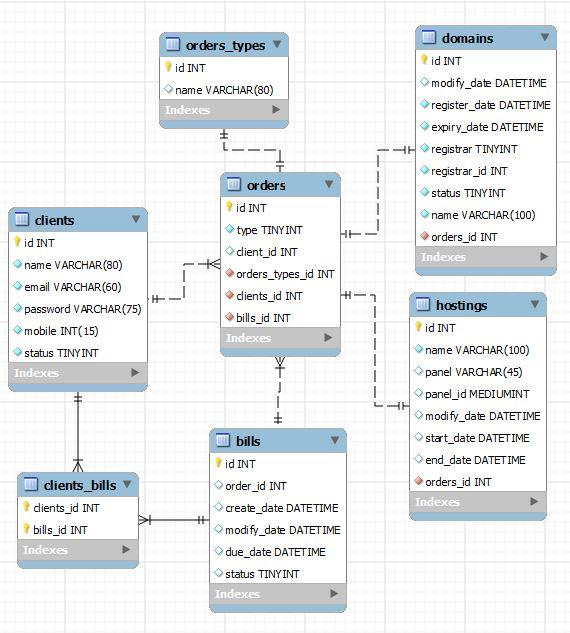 orders_types
id INT
name VARCHAR(80)
Indexes
domains
id INT
modify_date DATETIME
register_date DATETIME
expiry_date DATETIME
registrar TINYINT
registrar_id INT
status TINYINT
name VARCHAR(100)
orders_id INT
Indexes
orders
id INT
type TINYINT
client_id INT
orders_types_id INT
clients_id INT
bills_id INT
Indexes
clients
id INT
name VARCHAR(80)
email VARCHAR(60)
password VARCHAR(75)
mobile INT(15)
status TINYINT
Indexes
hostings
id INT
name VARCHAR(100)
panel VARCHAR(45)
panel_id MEDIUMINT
modify_date DATETIME
start_date DATETIME
end_date DATETIME
orders_id INT
Indexes
bills
id INT
order_id INT
create_date DATETIME
modify_date DATETIME
due_date DATETIME
status TINYINT
Indexes
clients_bills
clients_id INT
bills_id INT
Indexes